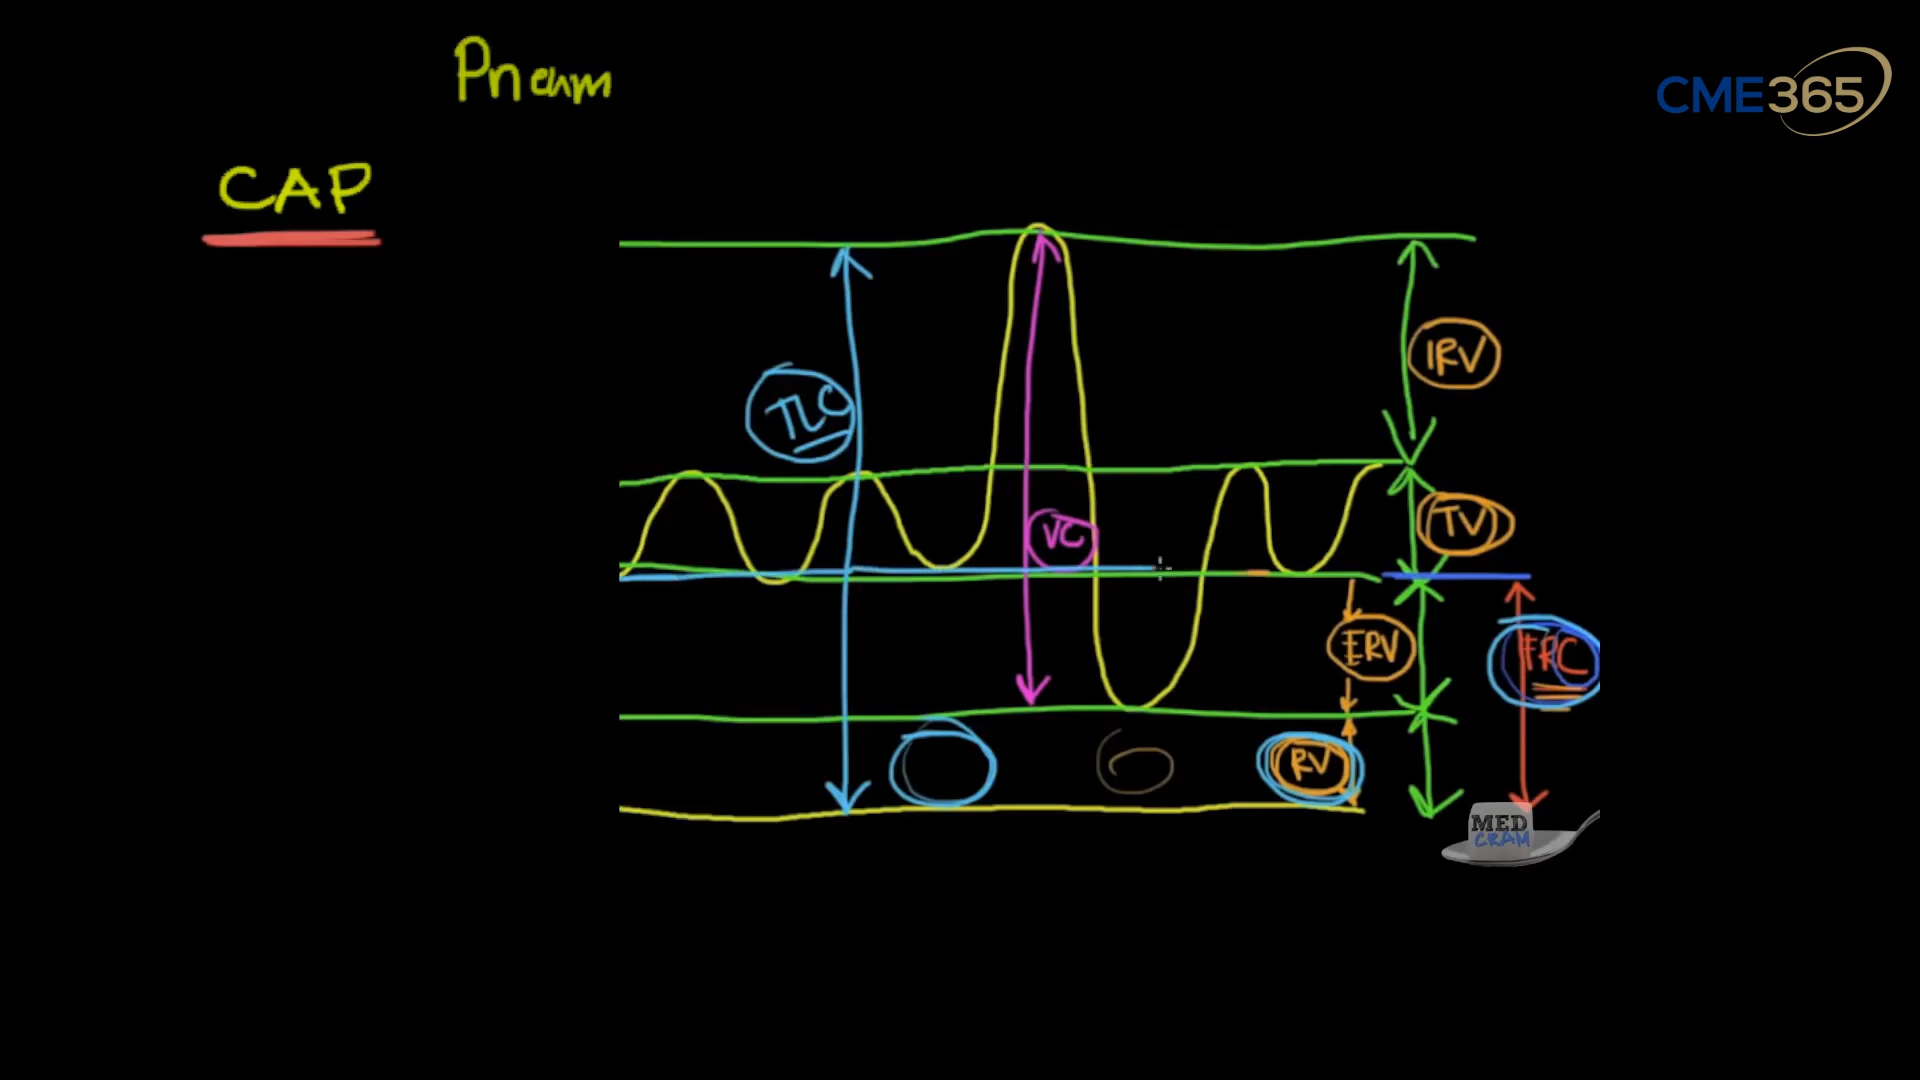 Pneum
CME365
CAP
IRV
TLC
TV
VC
ERV
FRC
RV
MED
CRAM